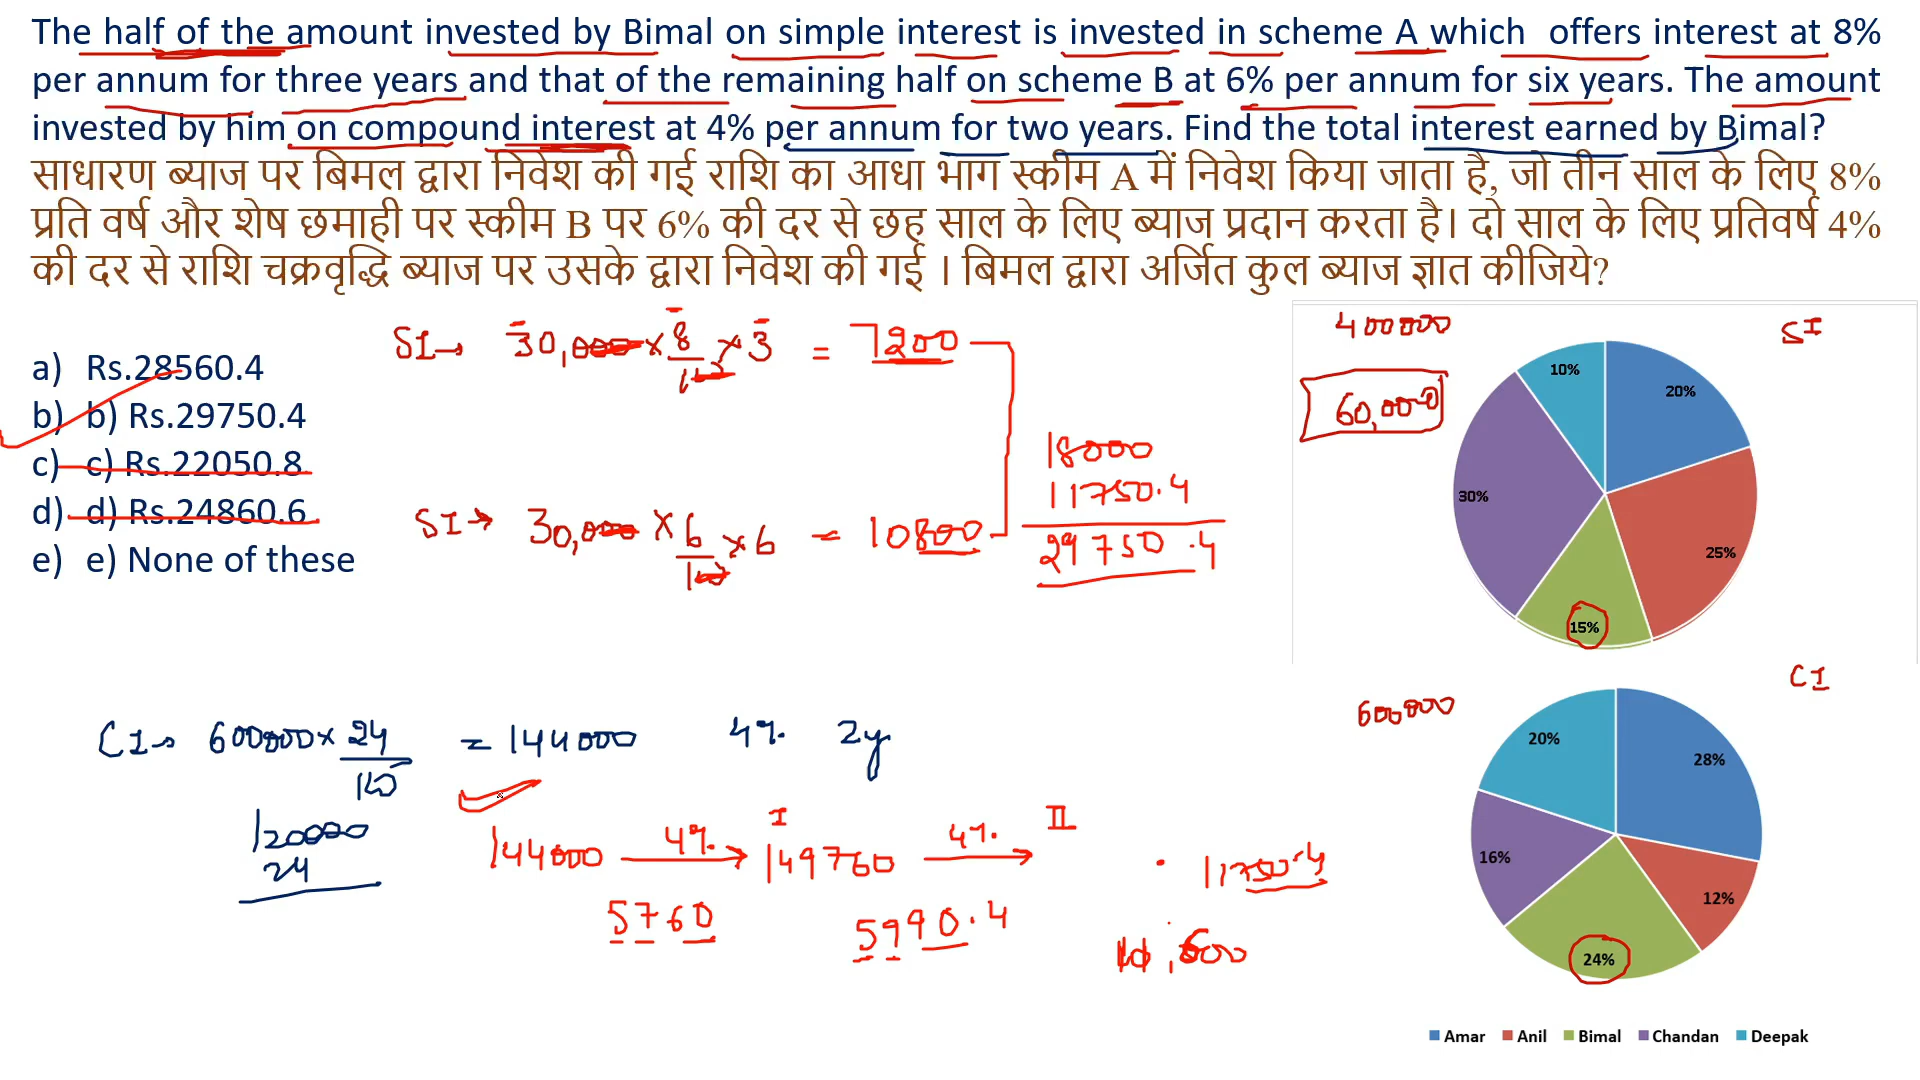 The half of the amount invested by Bimal on simple interest is invested in scheme A which offers interest at 8%
per annum for three years and that of the remaining half on scheme B at 6% per annum for six years. The amount
invested by him on compound interest at 4% per annum for two years. Find the total interest earned by Bimal?
साधारण ब्याज पर बिमल द्वारा निवेश की गई राशि का आधा भाग स्कीम A में निवेश किया जाता है, जो तीन साल के लिए 8%
प्रति वर्ष और शेष छमाही पर स्कीम B पर 6% की दर से छह साल के लिए ब्याज प्रदान करता है। दो साल के लिए प्रतिवर्ष 4%
की दर से राशि चक्रवृद्धि ब्याज पर उसके द्वारा निवेश की गई । बिमल द्वारा अर्जित कुल ब्याज ज्ञात कीजिये?
a) Rs.28560.4
b) b) Rs.29750.4
c) c) Rs.22050.8
d) d) Rs.24860.6
e) e) None of these
SI→ 30,000 × 8/100 × 3 = 7200
SI→ 30,000 × 6/100 × 6 = 10800
18000
11750.4
29750.4
400000
SI
60,000
10%
20%
30%
25%
15%
CI
600000
CI→ 600000 × 24/100 = 144000 4% 2y
120000
24
144000 4% I 149760 4% II
5760
5990.4
11750.4
20%
28%
16%
12%
24%
Amar Anil Bimal Chandan Deepak